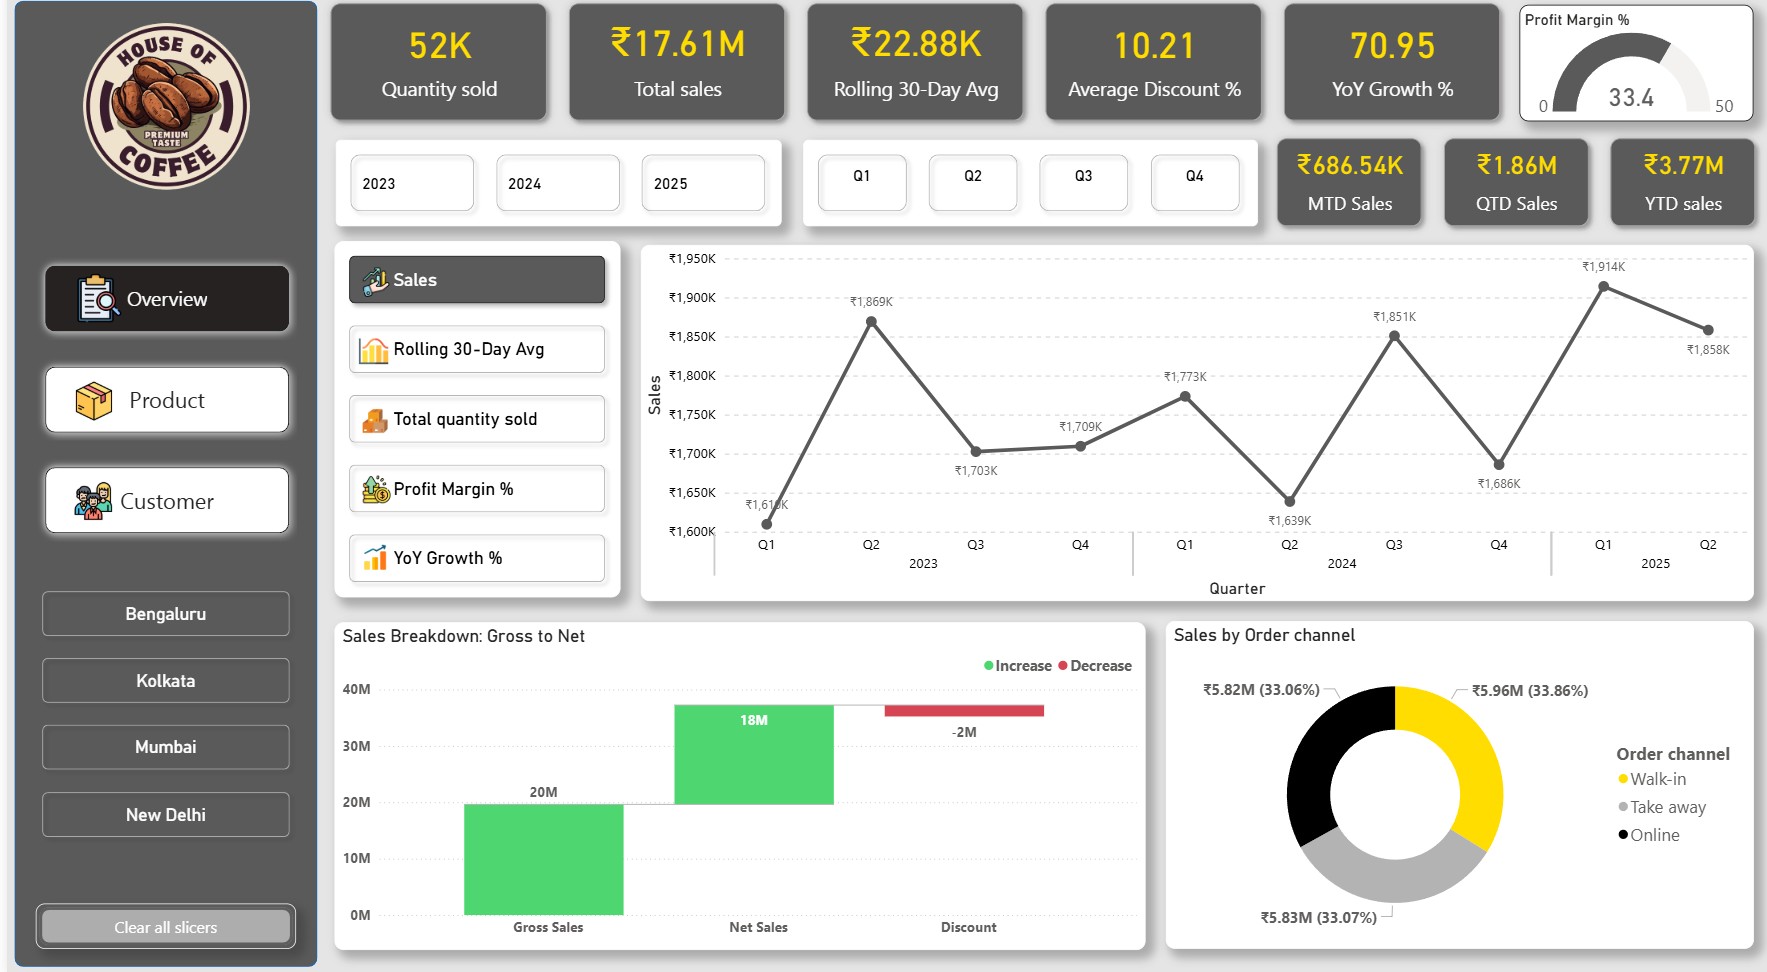 HOUSE OF
PREMIUM
TASTE
COFFEE
Overview
Product
Customer
Bengaluru
Kolkata
Mumbai
New Delhi
Clear all slicers
52K
Quantity sold
₹17.61M
Total sales
₹22.88K
Rolling 30-Day Avg
10.21
Average Discount %
70.95
YoY Growth %
Profit Margin %
33.4
0
50
2023
2024
2025
Q1
Q2
Q3
Q4
₹686.54K
MTD Sales
₹1.86M
QTD Sales
₹3.77M
YTD sales
Sales
Rolling 30-Day Avg
Total quantity sold
Profit Margin %
YoY Growth %
Sales
₹1,950K
₹1,900K
₹1,850K
₹1,800K
₹1,750K
₹1,700K
₹1,650K
₹1,600K
₹1,869K
₹1,703K
₹1,709K
₹1,773K
₹1,639K
₹1,851K
₹1,686K
₹1,914K
₹1,858K
Q1 Q2 Q3 Q4 Q1 Q2 Q3 Q4 Q1 Q2
2023 2024 2025
Quarter
Sales Breakdown: Gross to Net
Increase Decrease
40M
30M
20M
10M
0M
20M
18M
-2M
Gross Sales Net Sales Discount
Sales by Order channel
₹5.82M (33.06%)
₹5.96M (33.86%)
₹5.83M (33.07%)
Order channel
Walk-in
Take away
Online